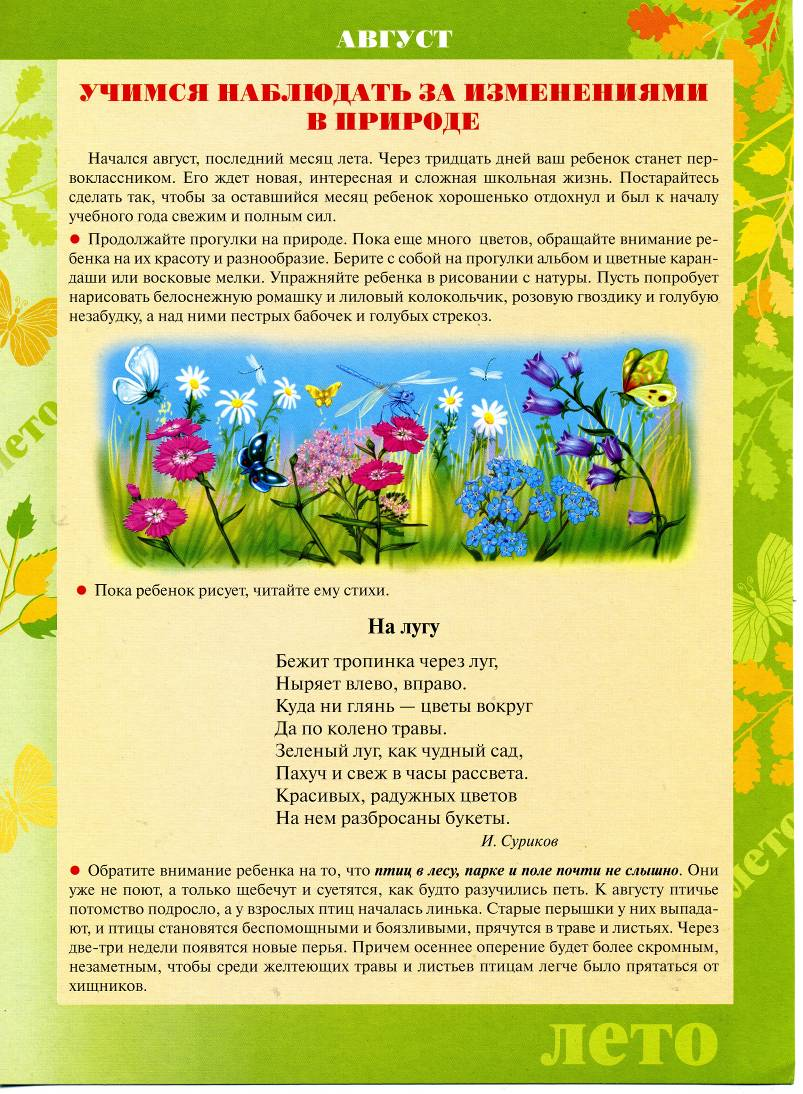 АВГУСТ
УЧИМСЯ НАБЛЮДАТЬ ЗА ИЗМЕНЕНИЯМИ
В ПРИРОДЕ
Начался август, последний месяц лета. Через тридцать дней ваш ребенок станет пер-
воклассником. Его ждет новая, интересная и сложная школьная жизнь. Постарайтесь
сделать так, чтобы за оставшийся месяц ребенок хорошенько отдохнул и был к началу
учебного года свежим и полным сил.
● Продолжайте прогулки на природе. Пока еще много цветов, обращайте внимание ре-
бенка на их красоту и разнообразие. Берите с собой на прогулки альбом и цветные каран-
даши или восковые мелки. Упражняйте ребенка в рисовании с натуры. Пусть попробует
нарисовать белоснежную ромашку и лиловый колокольчик, розовую гвоздику и голубую
незабудку, а над ними пестрых бабочек и голубых стрекоз.
лето
● Пока ребенок рисует, читайте ему стихи.
На лугу
Бежит тропинка через луг,
Ныряет влево, вправо.
Куда ни глянь — цветы вокруг
Да по колено травы.
Зеленый луг, как чудный сад,
Пахуч и свеж в часы рассвета.
Красивых, радужных цветов
На нем разбросаны букеты.
И. Суриков
● Обратите внимание ребенка на то, что птиц в лесу, парке и поле почти не слышно. Они
уже не поют, а только щебечут и суетятся, как будто разучились петь. К августу птичье
потомство подросло, а у взрослых птиц началась линька. Старые перышки у них выпада-
ют, и птицы становятся беспомощными и боязливыми, прячутся в траве и листьях. Через
две-три недели появятся новые перья. Причем осеннее оперение будет более скромным,
незаметным, чтобы среди желтеющих травы и листьев птицам легче было прятаться от
хищников.
лето
лето